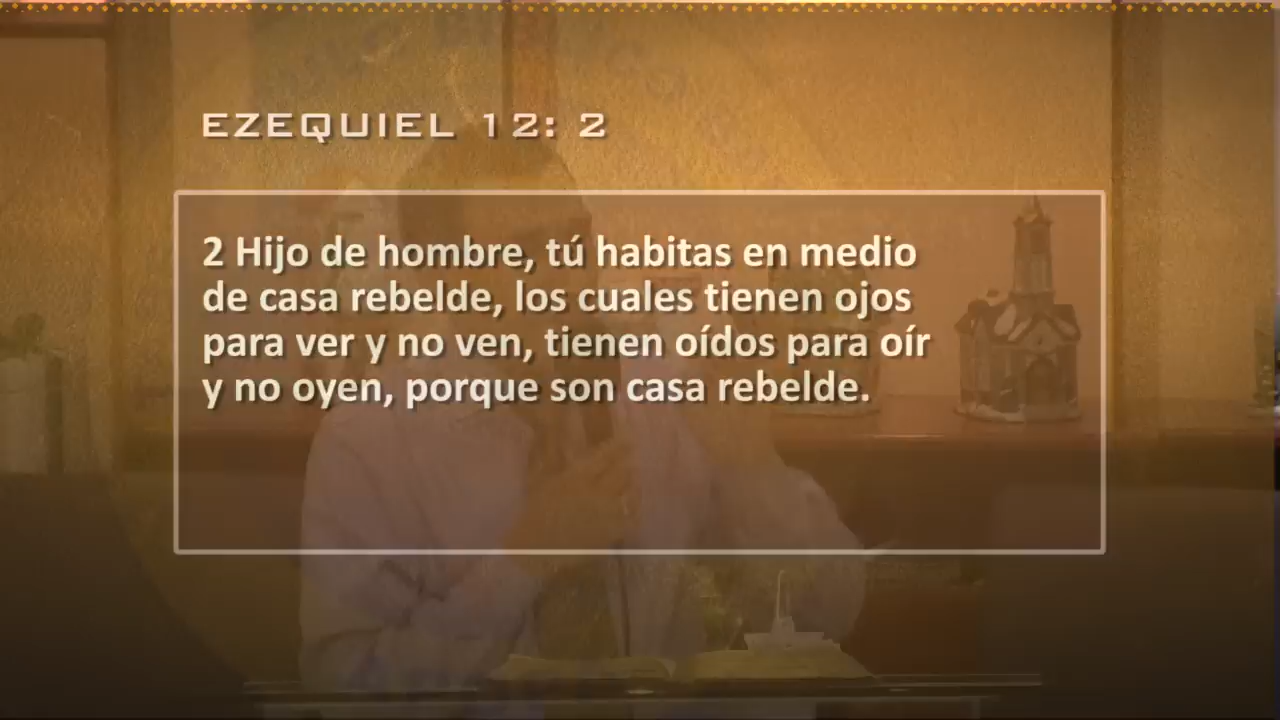 EZEQUIEL 12: 2
2 Hijo de hombre, tú habitas en medio
de casa rebelde, los cuales tienen ojos
para ver y no ven, tienen oídos para oír
y no oyen, porque son casa rebelde.